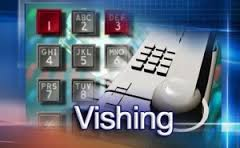 1 ABC 2 DEF 3
GHI 4 JKL 5 MNO 6
PRS 7 TUV 8
Vishing